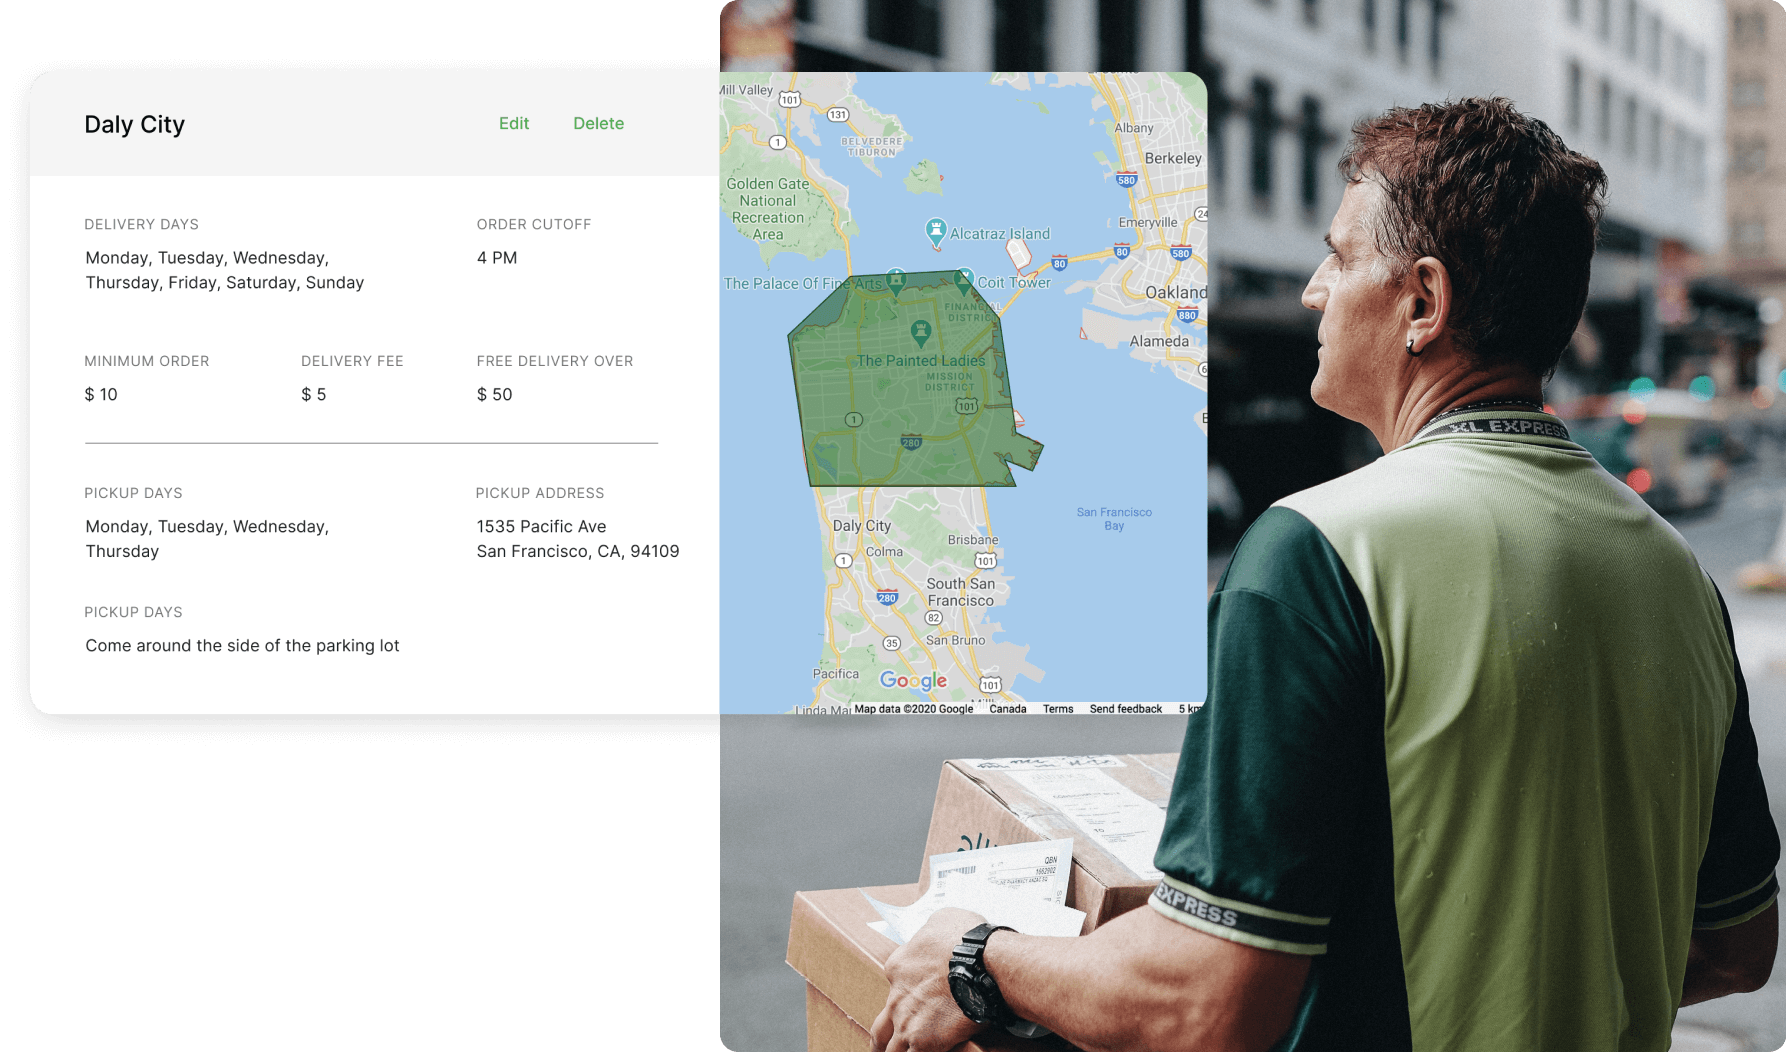 Daly City
Edit
Delete
DELIVERY DAYS
Monday, Tuesday, Wednesday,
Thursday, Friday, Saturday, Sunday
ORDER CUTOFF
4 PM
MINIMUM ORDER
$ 10
DELIVERY FEE
$ 5
FREE DELIVERY OVER
$ 50
PICKUP DAYS
Monday, Tuesday, Wednesday,
Thursday
PICKUP ADDRESS
1535 Pacific Ave
San Francisco, CA, 94109
PICKUP DAYS
Come around the side of the parking lot
Mill Valley
101
131
1
BELVEDERE
TIBURON
Albany
Berkeley
580
Golden Gate
National
Recreation
Area
24
Emeryville
Alcatraz Island
80
80
580
The Palace Of Fine Arts
Coit Tower
Oakland
FINANCIAL
DISTRICT
880
Alameda
The Painted Ladies
MISSION
DISTRICT
101
1
280
San Francisco
Bay
Daly City
Brisbane
Colma
1
101
South San
Francisco
280
82
35
San Bruno
Pacifica
Google
101
Linda Mar
Map data ©2020 Google
Canada
Terms
Send feedback
5 km
XL EXPRESS
EXPRESS
QBN
TO